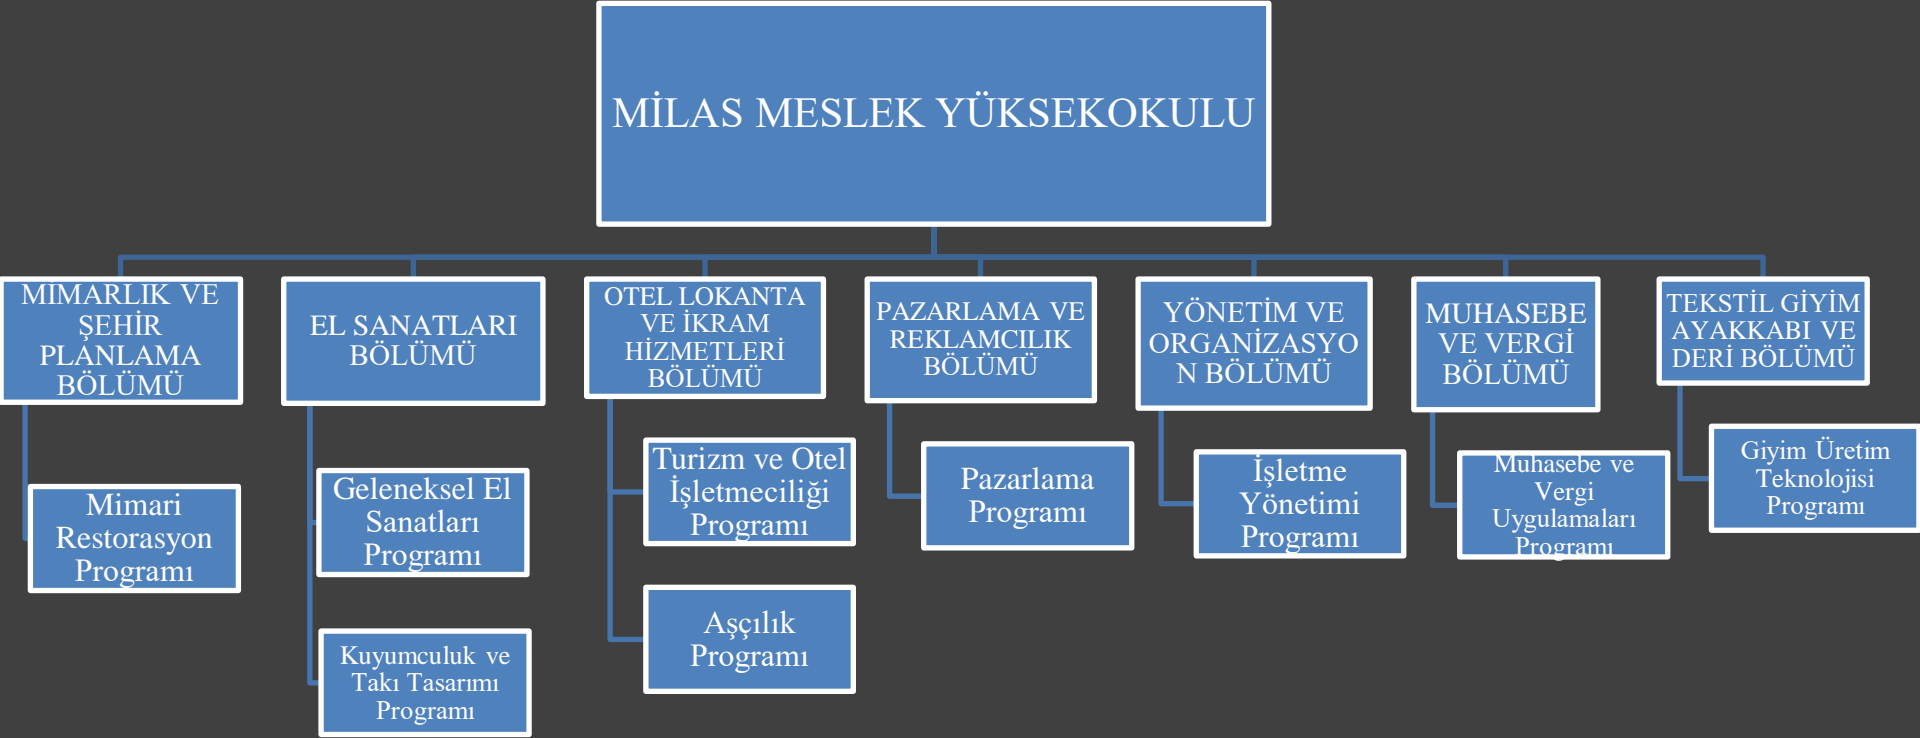 MİLAS MESLEK YÜKSEKOKULU
MİMARLIK VE
ŞEHİR
PLANLAMA
BÖLÜMÜ
EL SANATLARI
BÖLÜMÜ
OTEL LOKANTA
VE İKRAM
HİZMETLERİ
BÖLÜMÜ
PAZARLAMA VE
REKLAMCILIK
BÖLÜMÜ
YÖNETİM VE
ORGANİZASYO
N BÖLÜMÜ
MUHASEBE
VE VERGİ
BÖLÜMÜ
TEKSTİL GİYİM
AYAKKABI VE
DERİ BÖLÜMÜ
Mimari
Restorasyon
Programı
Geleneksel El
Sanatları
Programı
Kuyumculuk ve
Takı Tasarımı
Programı
Turizm ve Otel
İşletmeciliği
Programı
Aşçılık
Programı
Pazarlama
Programı
İşletme
Yönetimi
Programı
Muhasebe ve
Vergi
Uygulamaları
Programı
Giyim Üretim
Teknolojisi
Programı